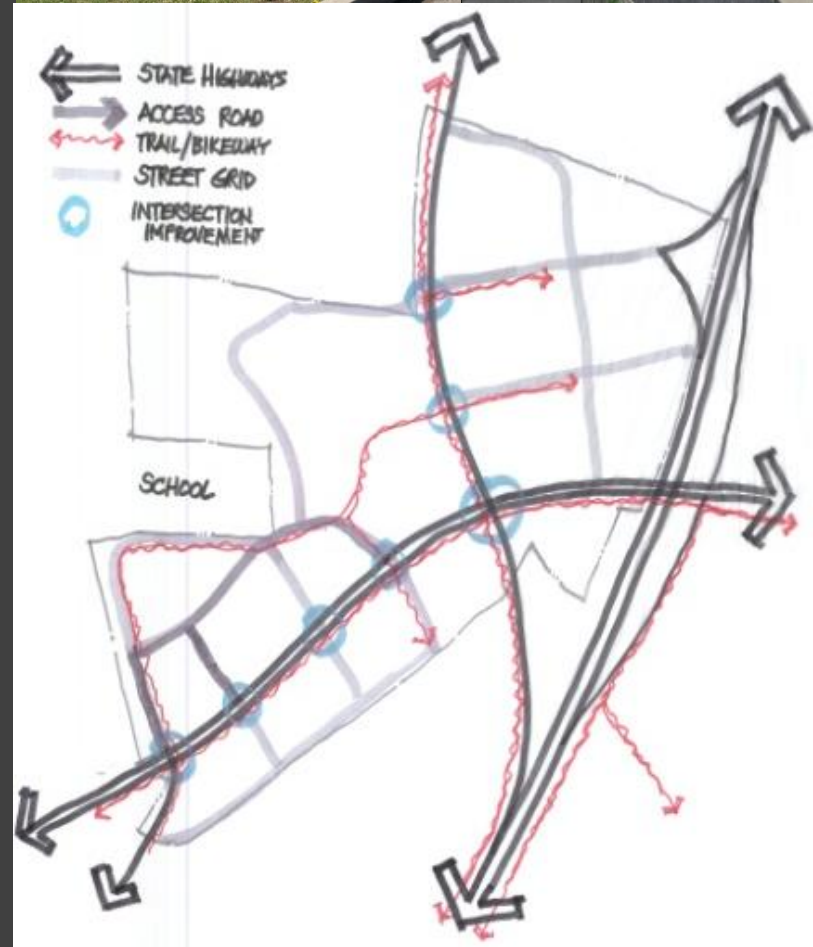 STATE HIGHWAYS
ACCESS ROAD
TRAIL/BIKEWAY
STREET GRID
INTERSECTION
IMPROVEMENT
SCHOOL